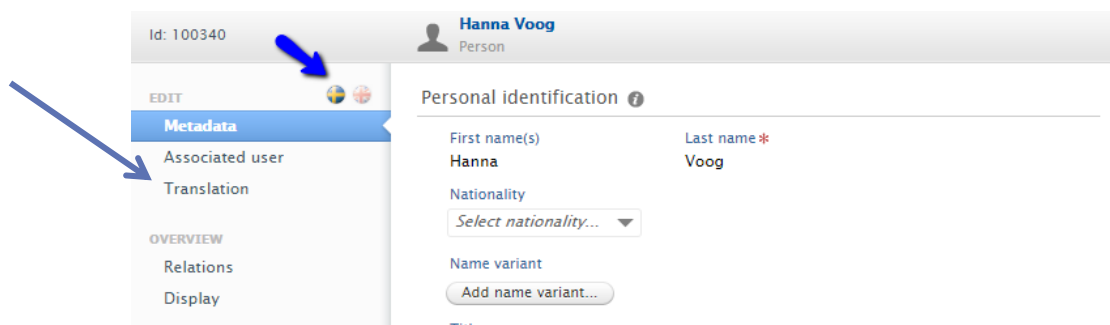 Id: 100340
Hanna Voog
Person
EDIT
Metadata
Associated user
Translation
OVERVIEW
Relations
Display
Personal identification
First name(s) Last name *
Hanna Voog
Nationality
Select nationality...
Name variant
Add name variant...